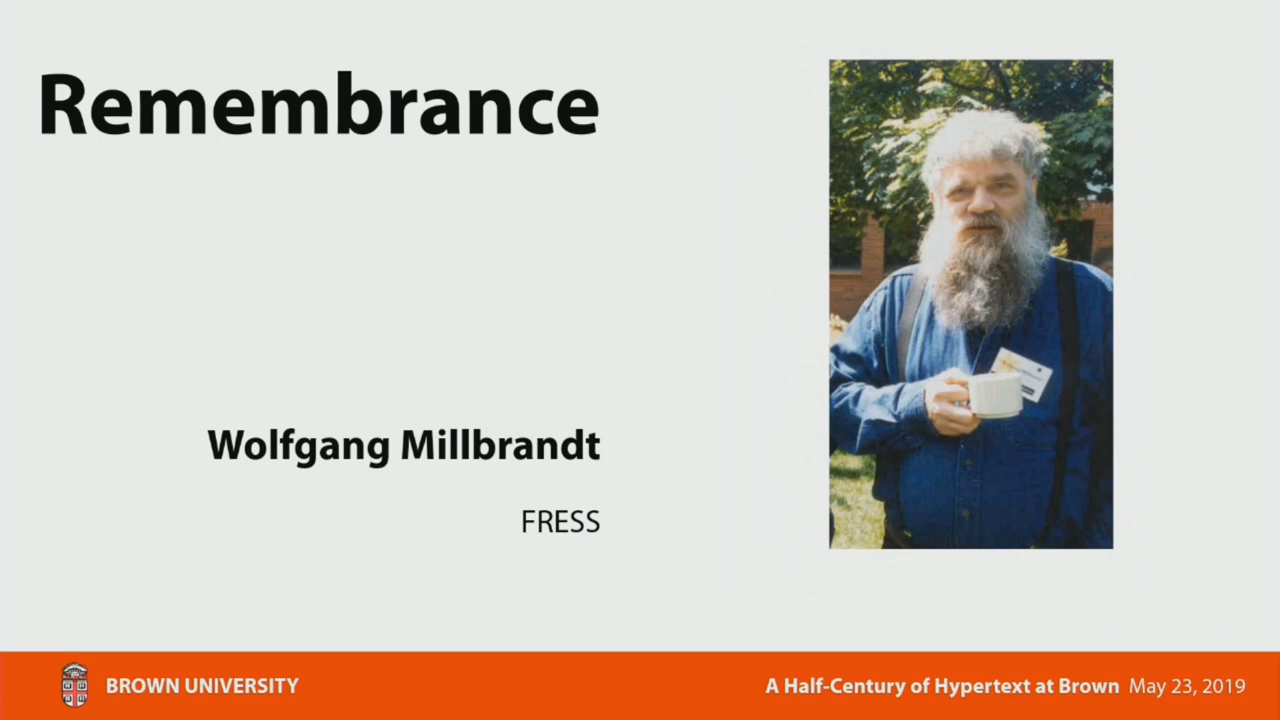 Remembrance
Wolfgang Millbrandt
FRESS
BROWN UNIVERSITY
A Half-Century of Hypertext at Brown May 23, 2019